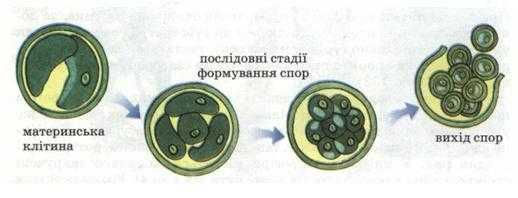 послідовні стадії
формування спор
материнська
клітина
вихід спор